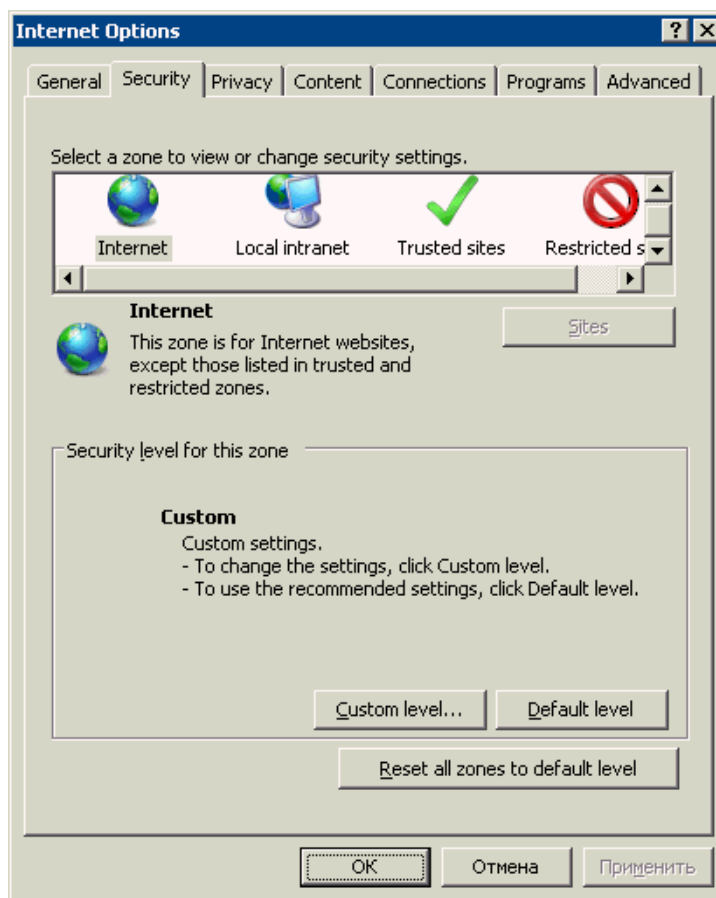 Internet Options
General Security Privacy Content Connections Programs Advanced
Select a zone to view or change security settings.
Internet Local intranet Trusted sites Restricted s
Internet
Sites
This zone is for Internet websites,
except those listed in trusted and
restricted zones.
Security level for this zone
Custom
Custom settings.
- To change the settings, click Custom level.
- To use the recommended settings, click Default level.
Custom level... Default level
Reset all zones to default level
OK Отмена Применить